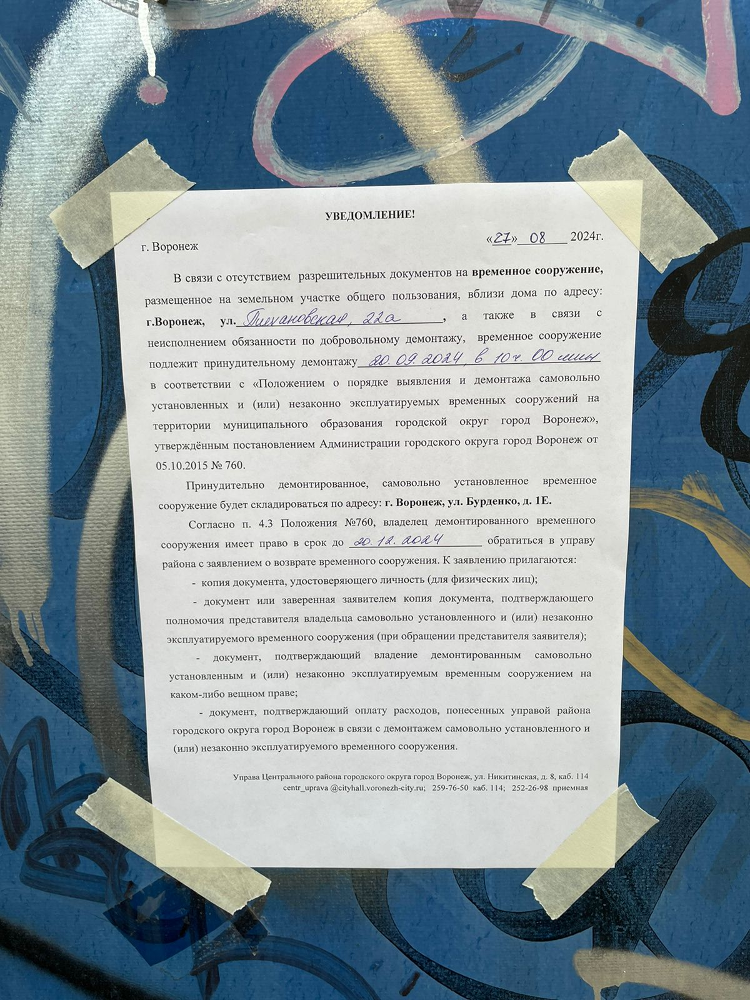 УВЕДОМЛЕНИЕ!
г. Воронеж «27» 08 2024г.
В связи с отсутствием разрешительных документов на временное сооружение,
размещенное на земельном участке общего пользования, вблизи дома по адресу:
г.Воронеж, ул. Плехановская, 22а, а также в связи с
неисполнением обязанности по добровольному демонтажу, временное сооружение
подлежит принудительному демонтажу 20.09.2024, в 10 ч. 00 мин
в соответствии с «Положением о порядке выявления и демонтажа самовольно
установленных и (или) незаконно эксплуатируемых временных сооружений на
территории муниципального образования городской округ город Воронеж»,
утверждённым постановлением Администрации городского округа город Воронеж от
05.10.2015 № 760.
Принудительно демонтированное, самовольно установленное временное
сооружение будет складироваться по адресу: г. Воронеж, ул. Бурденко, д. 1Е.
Согласно п. 4.3 Положения №760, владелец демонтированного временного
сооружения имеет право в срок до 20.12.2024 обратиться в управу
района с заявлением о возврате временного сооружения. К заявлению прилагаются:
- копия документа, удостоверяющего личность (для физических лиц);
- документ или заверенная заявителем копия документа, подтверждающего
полномочия представителя владельца самовольно установленного и (или) незаконно
эксплуатируемого временного сооружения (при обращении представителя заявителя);
- документ, подтверждающий владение демонтированным самовольно
установленным и (или) незаконно эксплуатируемым временным сооружением на
каком-либо вещном праве;
- документ, подтверждающий оплату расходов, понесенных управой района
городского округа город Воронеж в связи с демонтажем самовольно установленного и
(или) незаконно эксплуатируемого временного сооружения.
Управа Центрального района городского округа город Воронеж, ул. Никитинская, д. 8, каб. 114
centr_uprava @cityhall.voronezh-city.ru; 259-76-50 каб. 114; 252-26-98 приемная